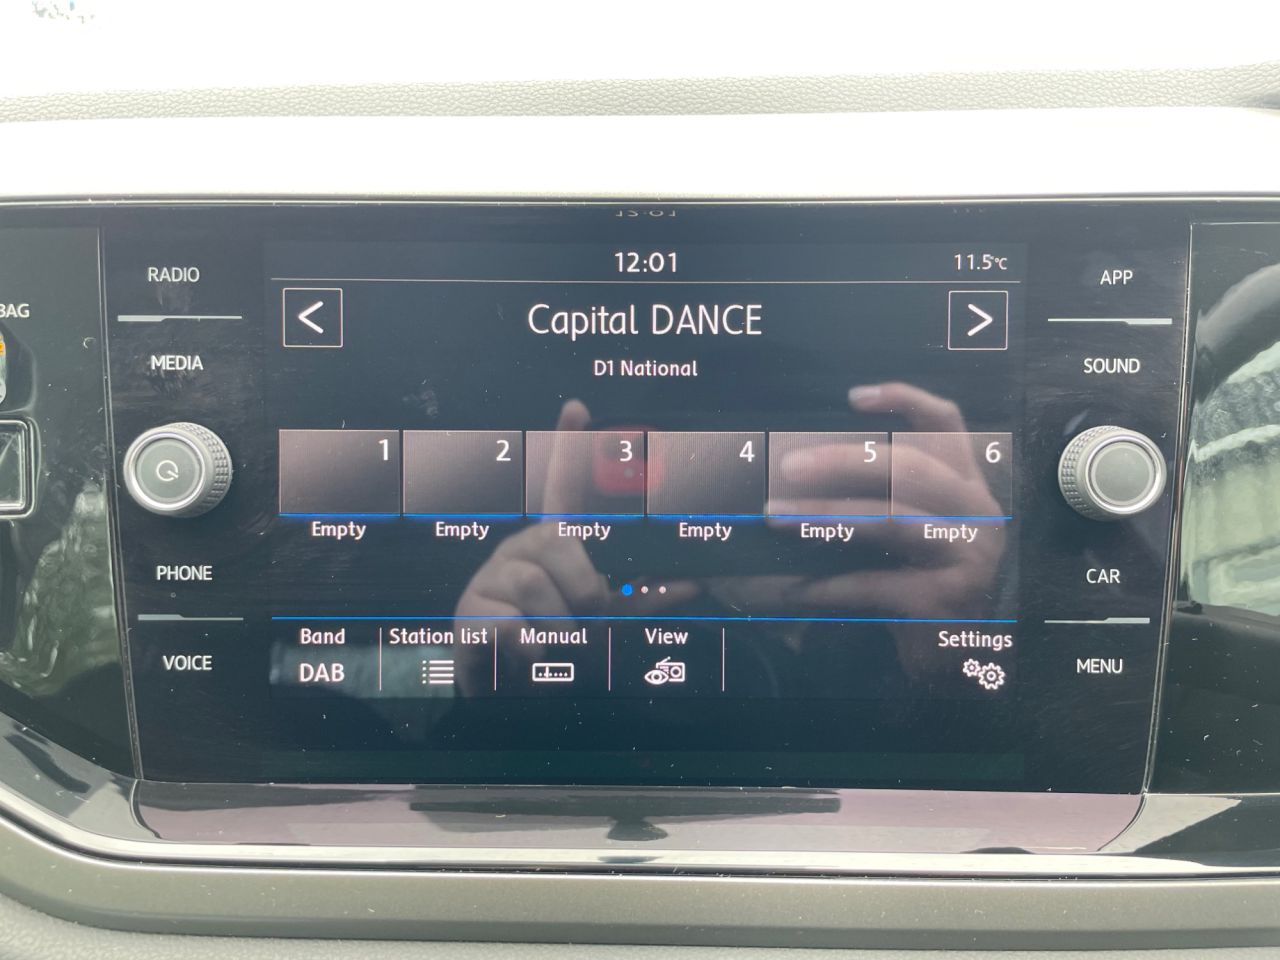 12:01
11.5°C
RADIO
APP
BAG
< Capital DANCE >
D1 National
MEDIA
SOUND
1 2 3 4 5 6
Empty Empty Empty Empty Empty Empty
PHONE
CAR
Band Station list Manual View Settings
DAB
VOICE
MENU